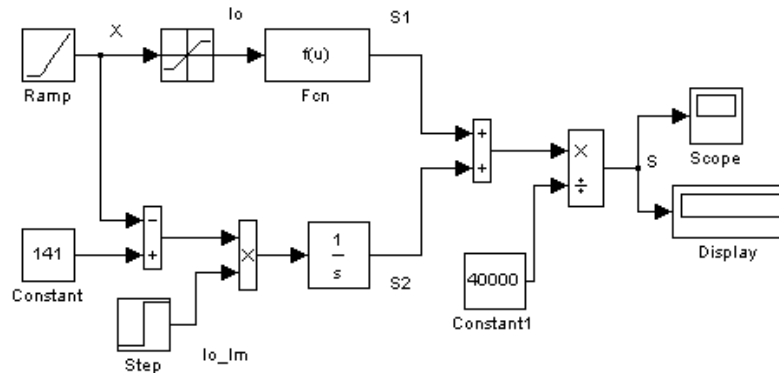 Io
S1
X
f(u)
Ramp
Fcn
+
+
×
÷
S
Scope
−
+
141
×
1
s
S2
40000
Constant
Display
Constant1
Step
Io_Im